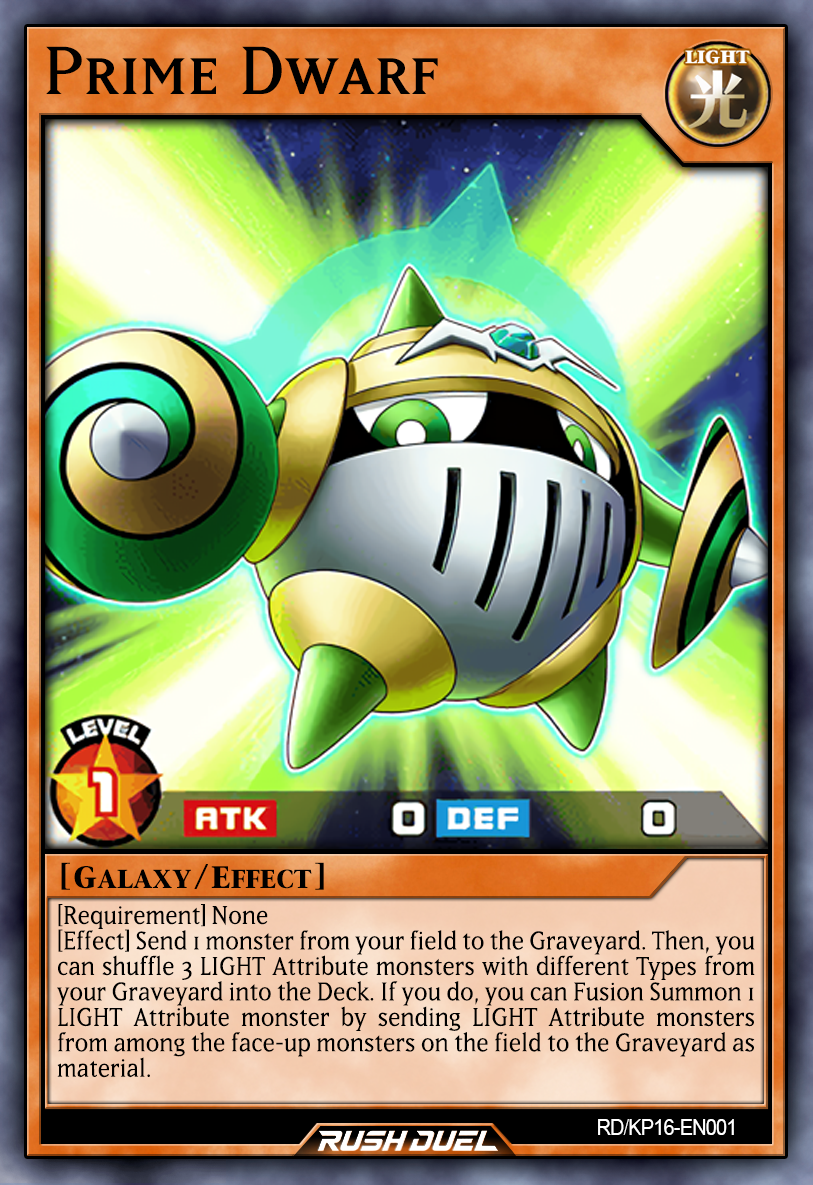 Prime Dwarf
LIGHT
光
LEVEL
1
ATK 0 DEF 0
[Galaxy/Effect]
[Requirement] None
[Effect] Send 1 monster from your field to the Graveyard. Then, you
can shuffle 3 LIGHT Attribute monsters with different Types from
your Graveyard into the Deck. If you do, you can Fusion Summon 1
LIGHT Attribute monster by sending LIGHT Attribute monsters
from among the face-up monsters on the field to the Graveyard as
material.
RD/KP16-EN001
RUSH DUEL